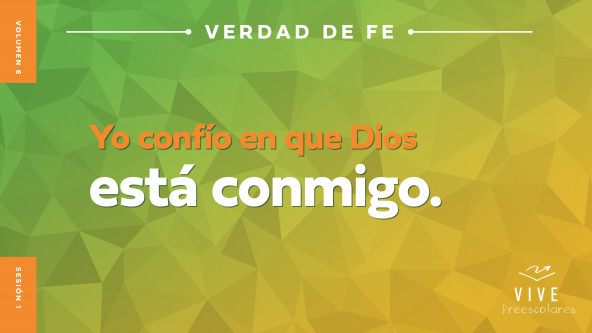 VOLUMEN 6
VERDAD DE FE
Yo confío en que Dios
está conmigo.
SESIÓN 1
VIVE
Preescolares